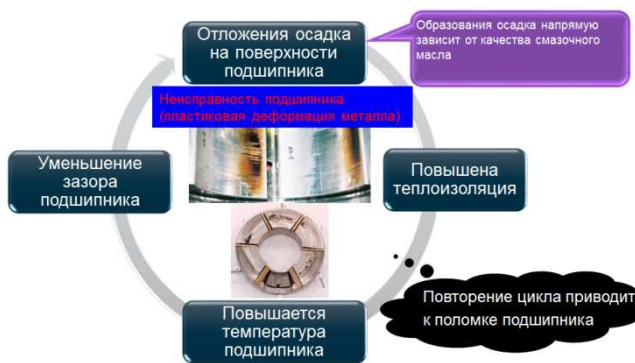 Отложения осадка
на поверхности
подшипника
Образования осадка напрямую
зависит от качества смазочного
масла
Неисправность подшипника
(пластиковая деформация металла)
Уменьшение
зазора
подшипника
Повышена
теплоизоляция
Повышается
температура
подшипника
Повторение цикла приводит
к поломке подшипника